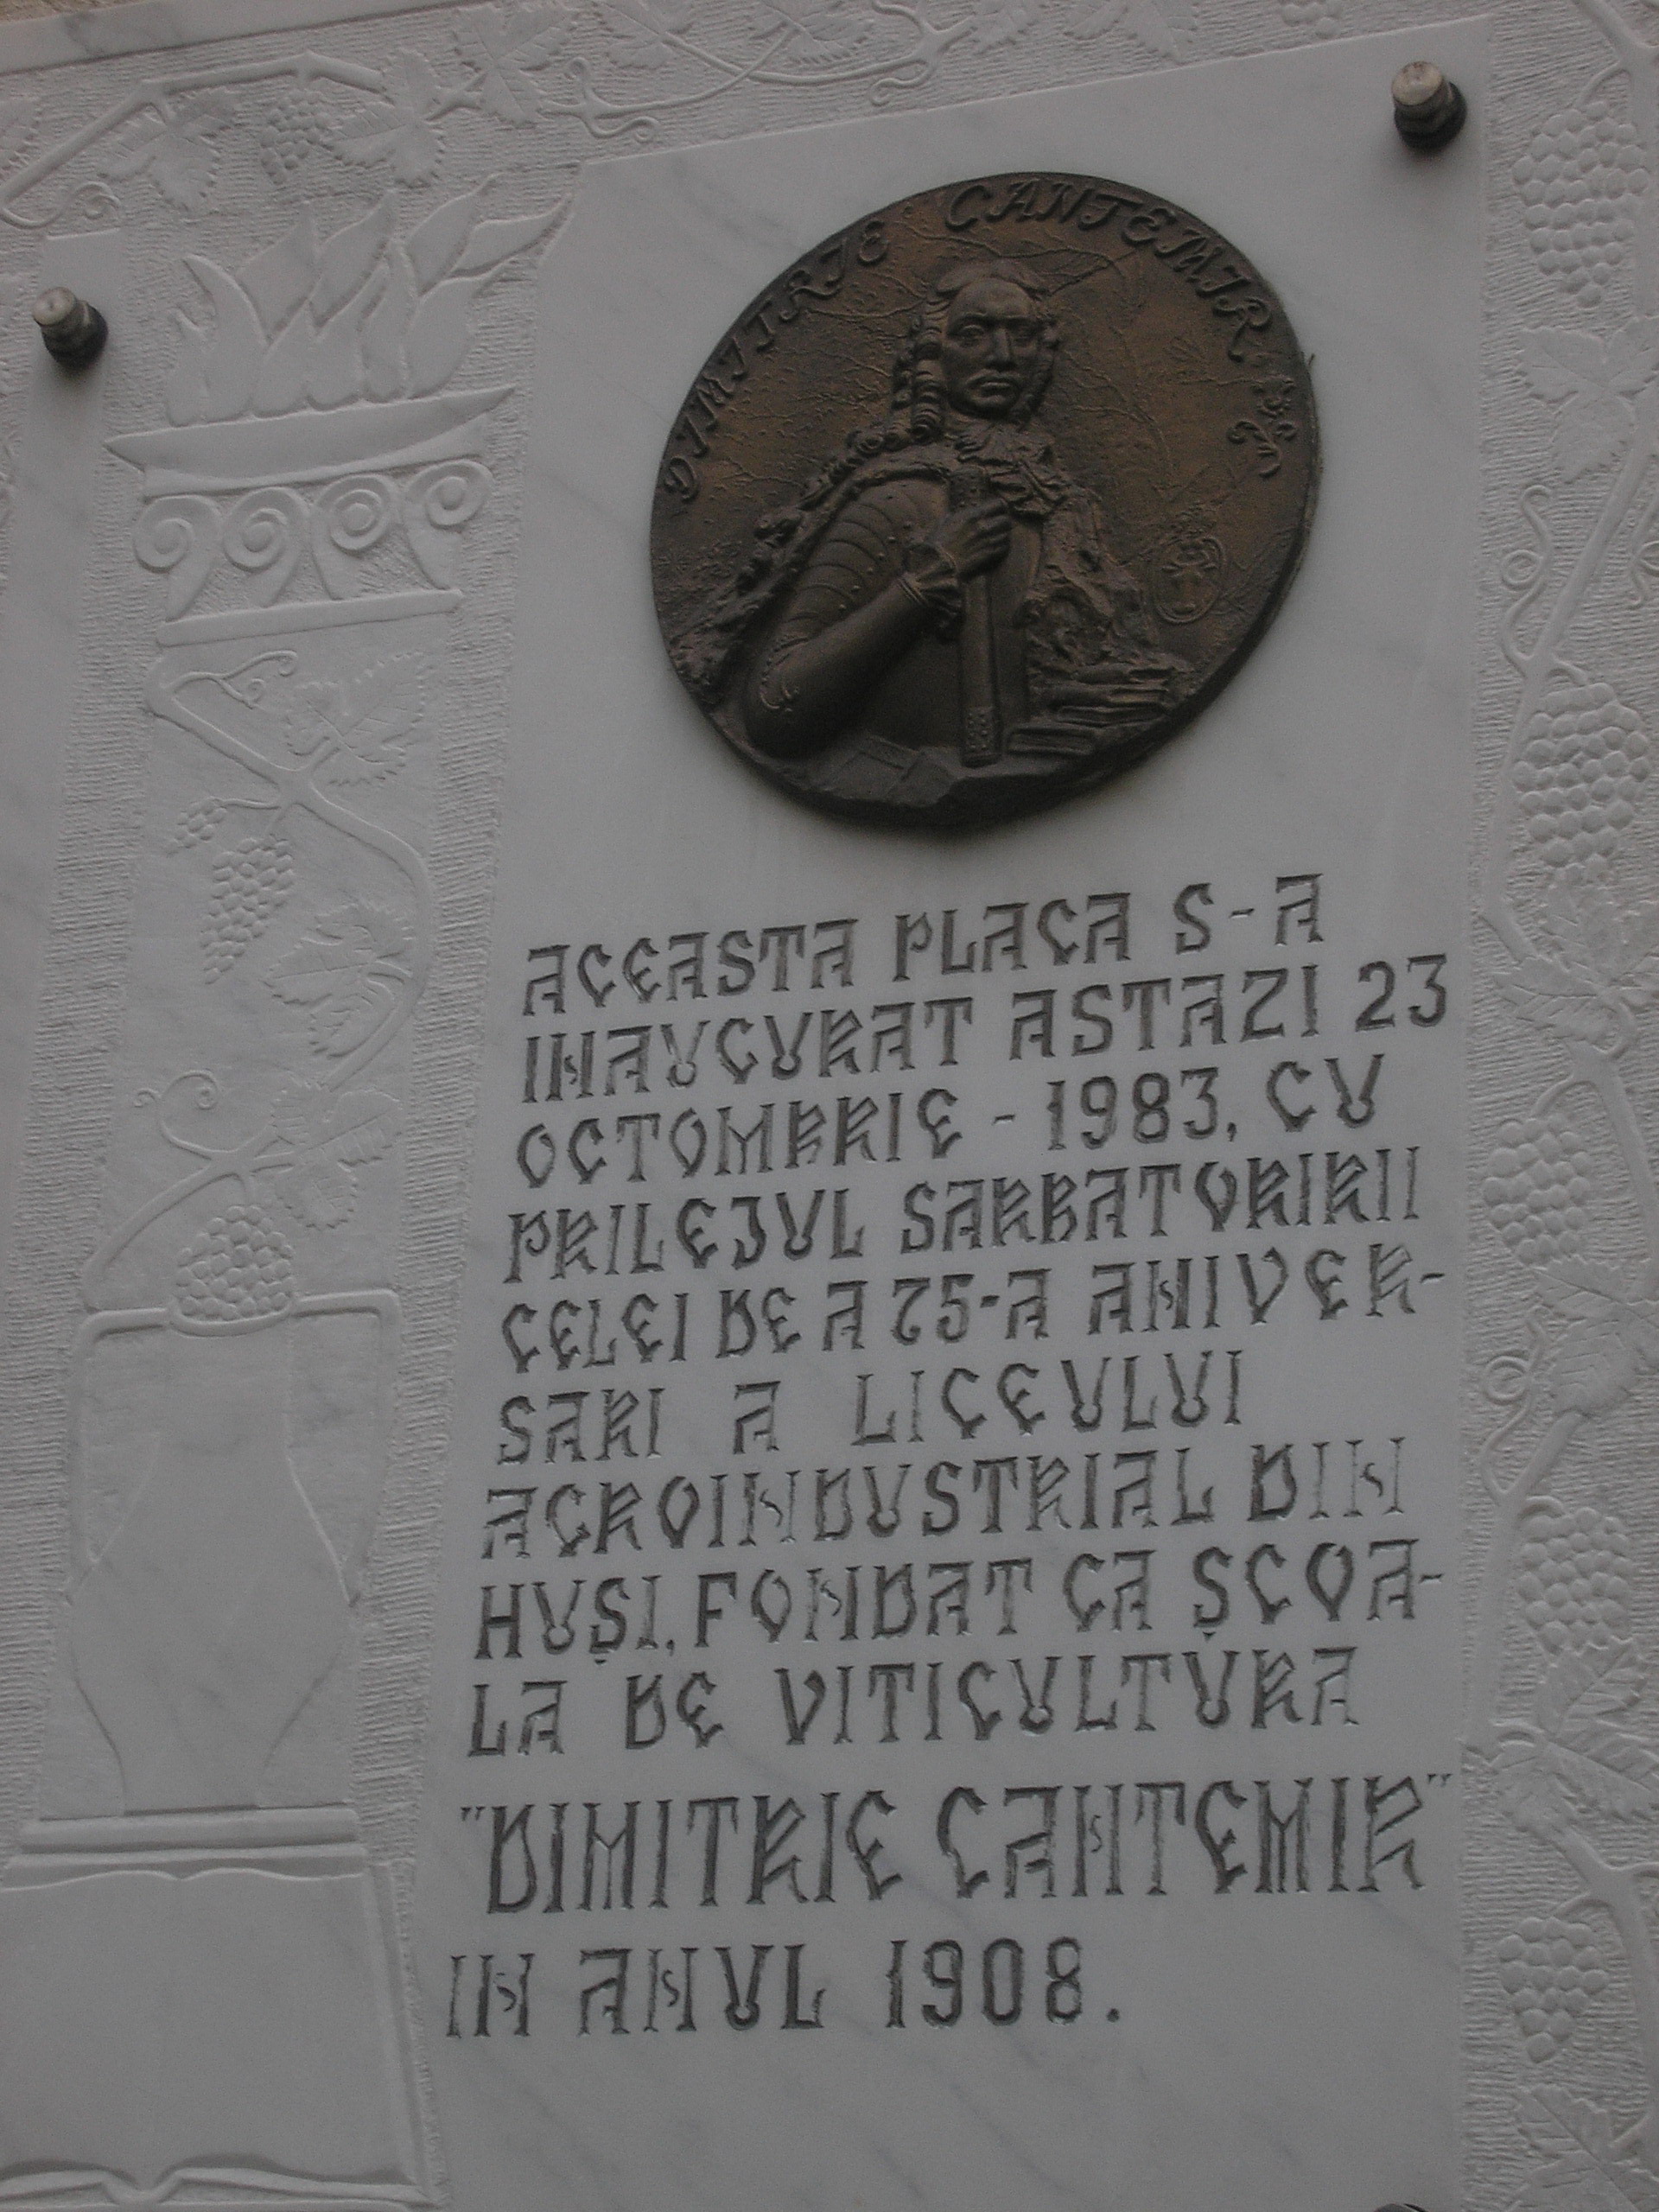 DIMITRIE CANTEMIR
ACEASTA PLACA S-A
INAUGURAT ASTAZI 23
OCTOMBRIE - 1983, CU
PRILEJUL SARBATORIRII
CELEI DE A 75-A ANIVER-
SARI A LICEULUI
AGROINDUSTRIAL DIN
HUȘI, FONDAT CA ȘCOA-
LA DE VITICULTURA
"DIMITRIE CANTEMIR"
IN ANUL 1908.